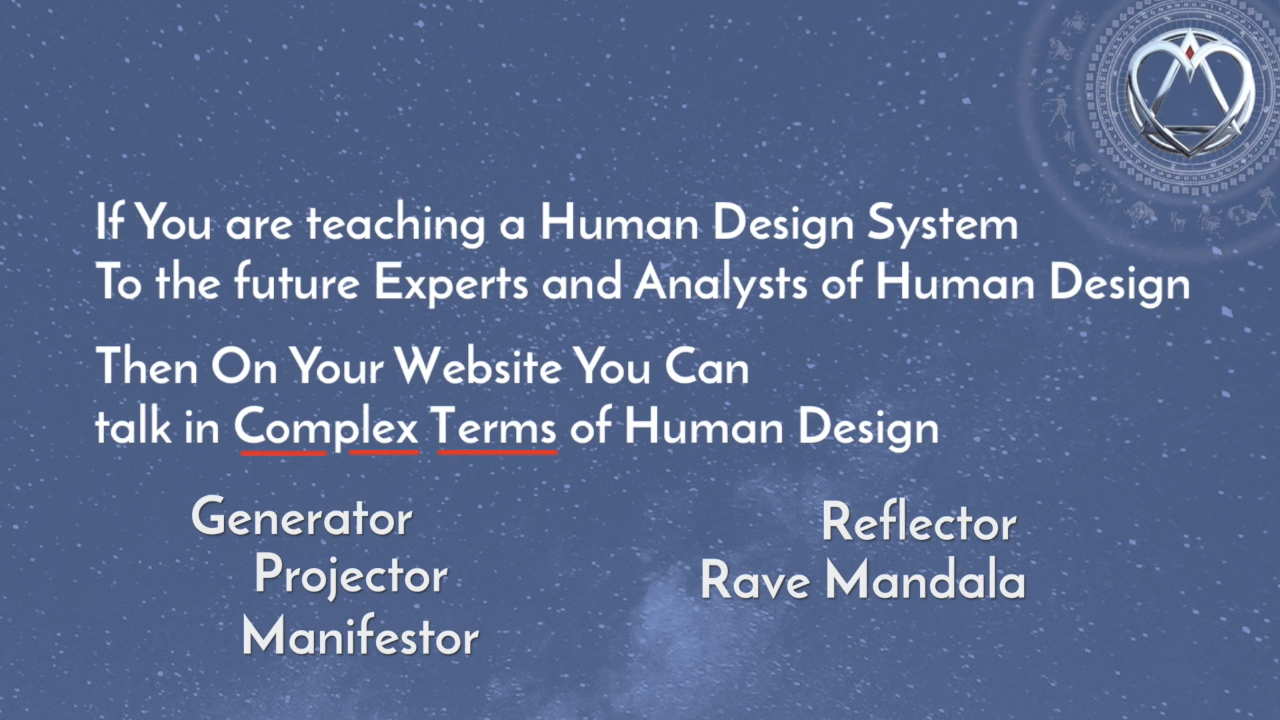 If You are teaching a Human Design System
To the future Experts and Analysts of Human Design
Then On Your Website You Can
talk in Complex Terms of Human Design
Generator
Projector
Manifestor
Reflector
Rave Mandala